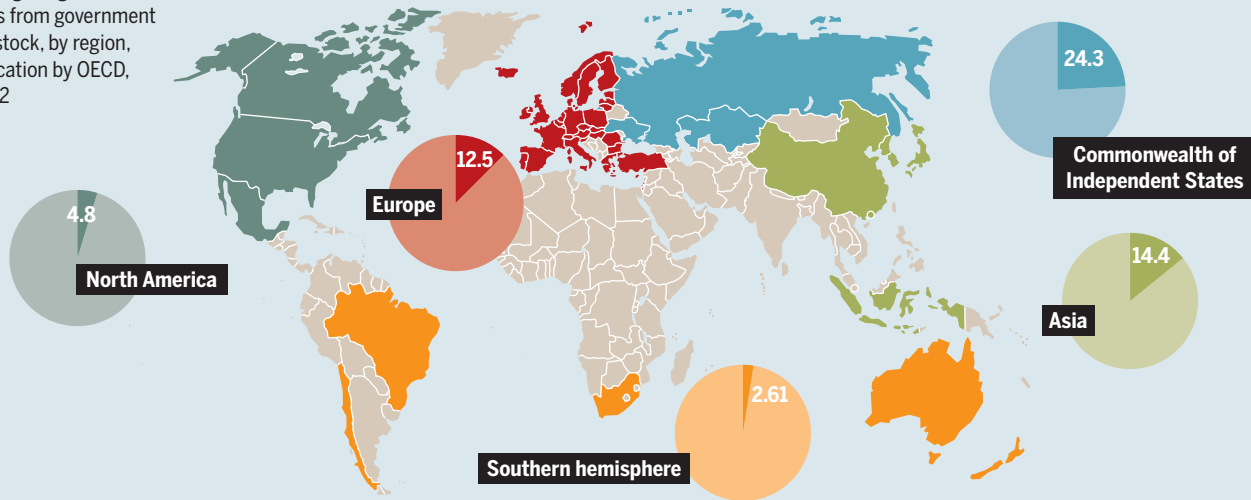 s from government
stock, by region,
cation by OECD,
2
24.3
Commonwealth of
Independent States
12.5
Europe
4.8
North America
14.4
Asia
2.61
Southern hemisphere